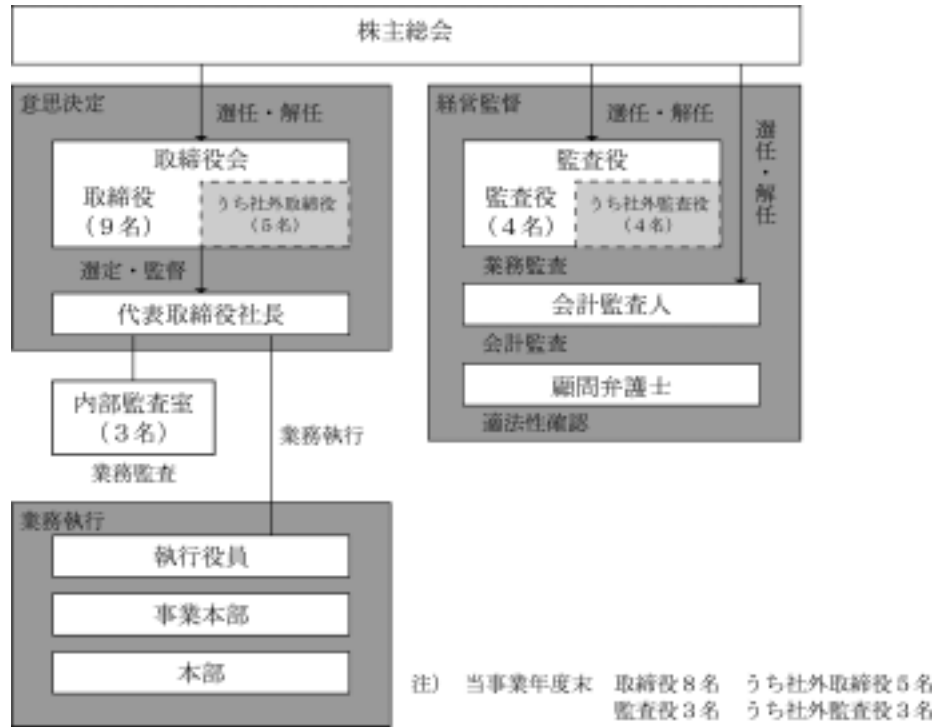 株主総会
意思決定
選任・解任
取締役会
取締役
(9名)
うち社外取締役
(5名)
選定・監督
代表取締役社長
内部監査室
(3名)
業務監査
業務執行
業務執行
執行役員
事業本部
本部
経営監督
選任・解任
選任・解任
監査役
監査役
(4名)
うち社外監査役
(4名)
業務監査
会計監査人
会計監査
顧問弁護士
適法性確認
注) 当事業年度末 取締役8名 うち社外取締役5名
監査役3名 うち社外監査役3名